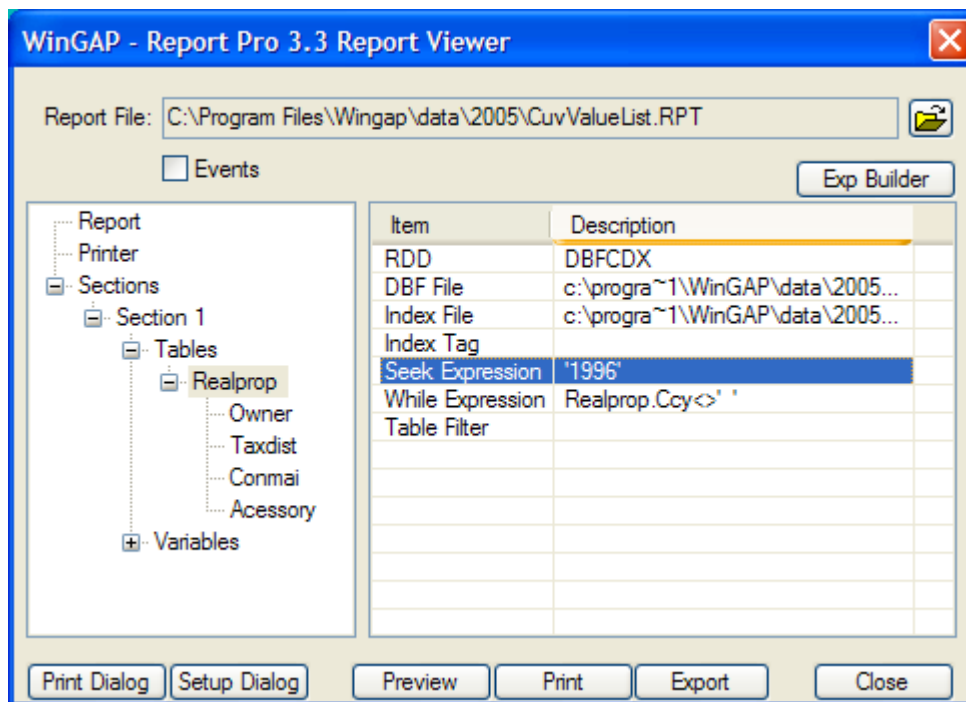 WinGAP - Report Pro 3.3 Report Viewer
Report File: C:\Program Files\Wingap\data\2005\CuvValueList.RPT
Events
Exp Builder
Report
Printer
Sections
Section 1
Tables
Realprop
Owner
Taxdist
Conmai
Acessory
Variables
Item Description
RDD DBFCDX
DBF File c:\progra~1\WinGAP\data\2005...
Index File c:\progra~1\WinGAP\data\2005...
Index Tag
Seek Expression '1996'
While Expression Realprop.Ccy<>' '
Table Filter
Print Dialog Setup Dialog Preview Print Export Close